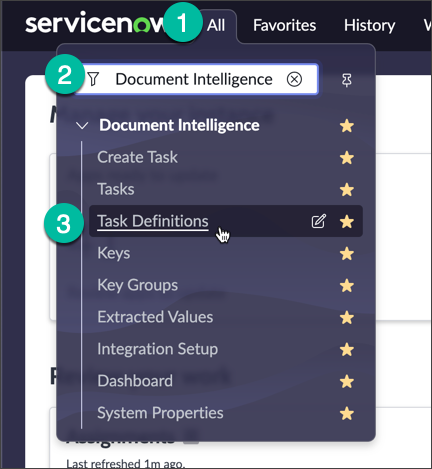 servicenow
1
All
Favorites
History
2
Document Intelligence
Document Intelligence
Create Task
Tasks
3
Task Definitions
Keys
Key Groups
Extracted Values
Integration Setup
Dashboard
System Properties
Assignments
Last refreshed 1m ago.